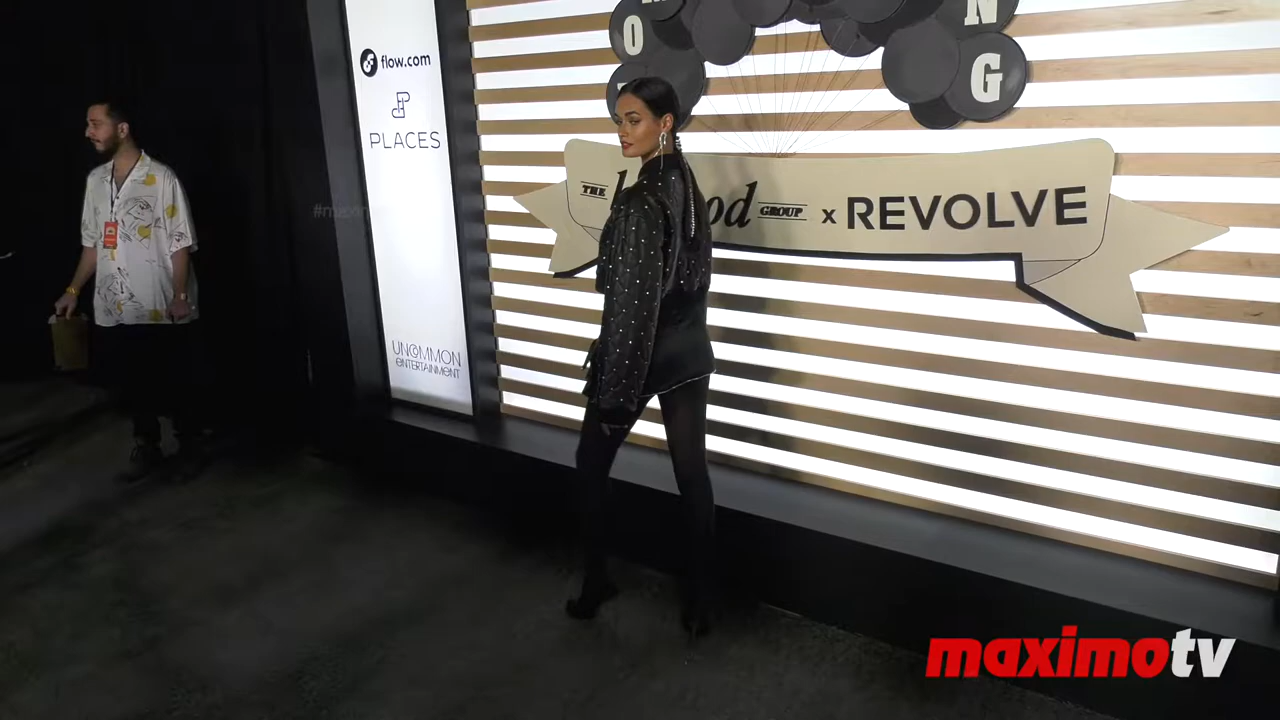 flow.com
PLACES
UNCOMMON
ENTERTAINMENT
O
N
G
THE
GROUP x REVOLVE
maximotv